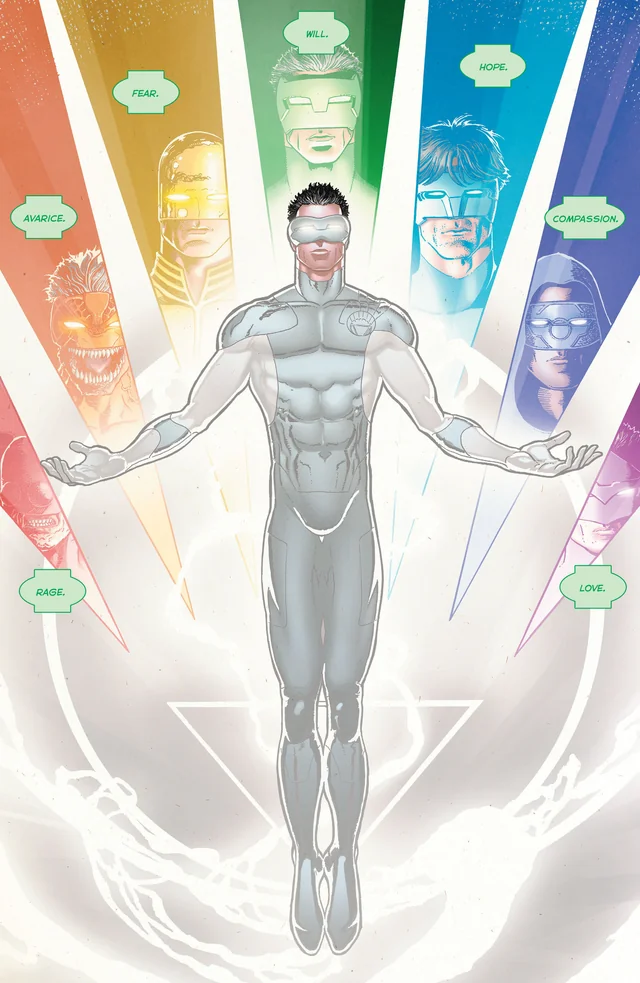 RAGE.
AVARICE.
FEAR.
WILL.
HOPE.
COMPASSION.
LOVE.